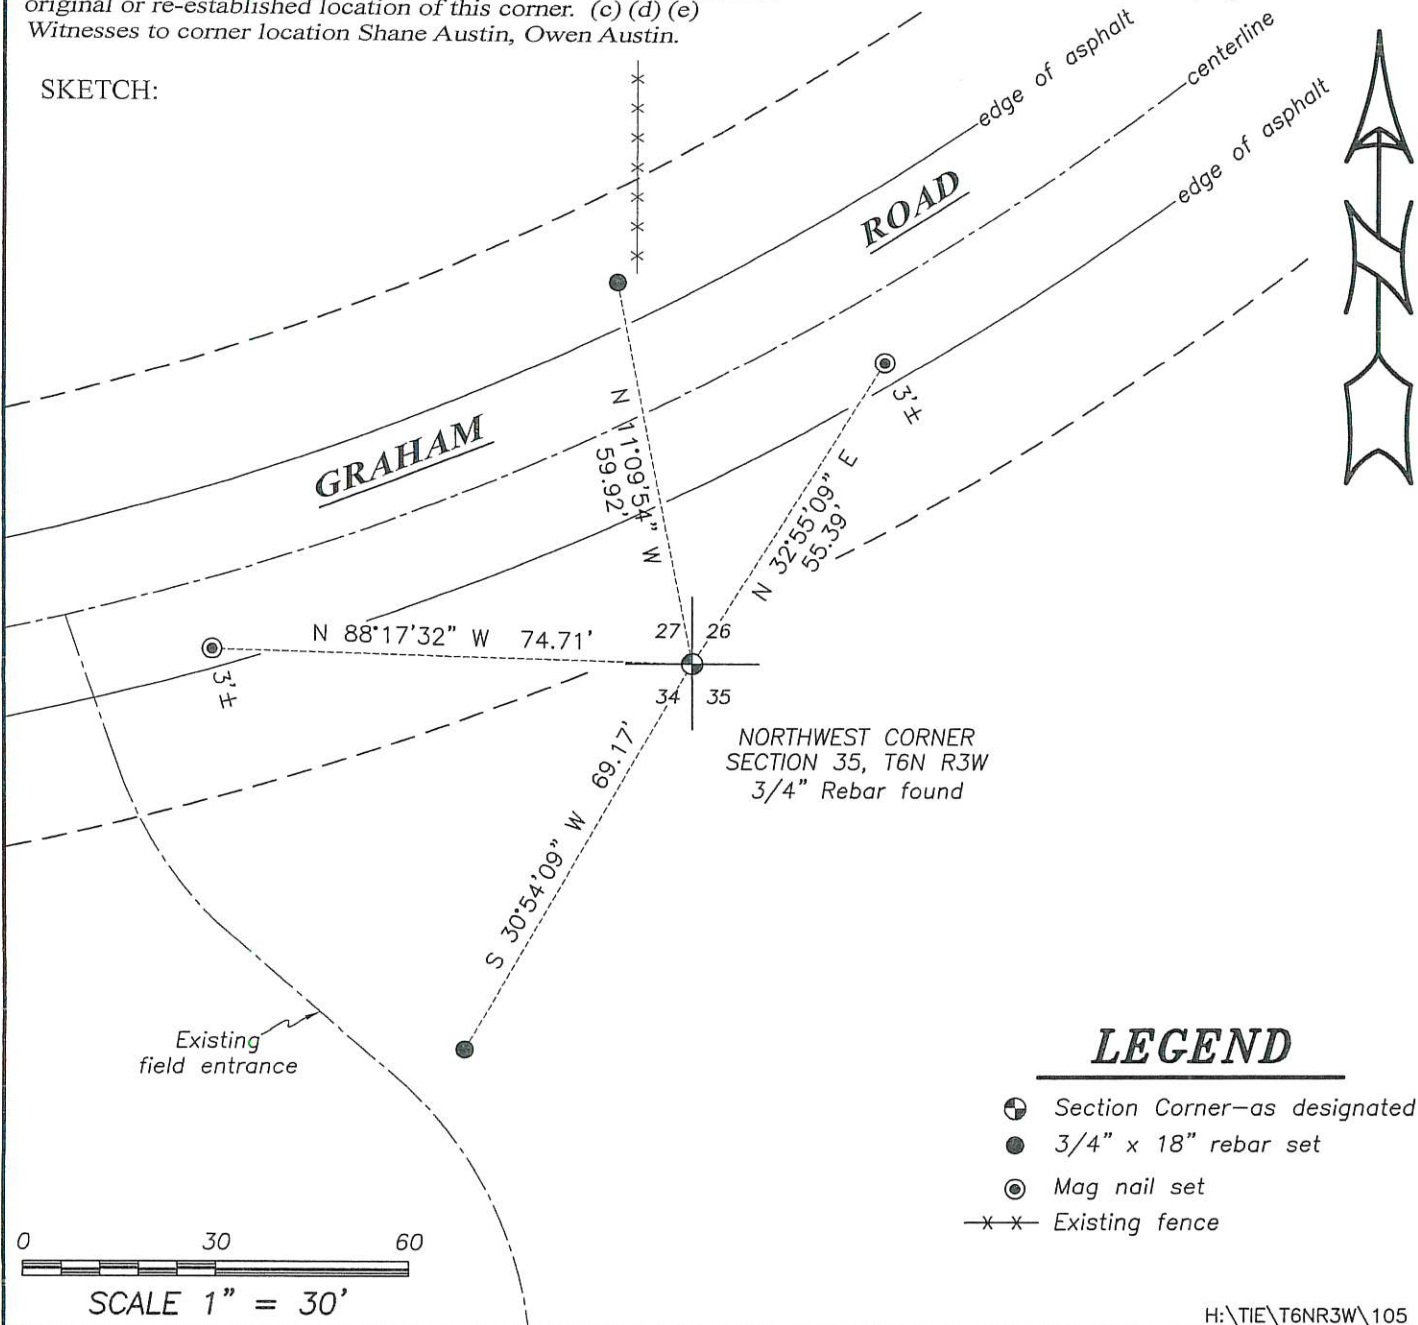 original or re-established location of this corner. (c) (d) (e)
Witnesses to corner location Shane Austin, Owen Austin.
SKETCH:
edge of asphalt
centerline
edge of asphalt
ROAD
GRAHAM
N
3'±
N 11°09'54" W
59.92'
N 32°55'09" E
55.39'
N 88°17'32" W 74.71'
3'±
27 26
34 35
NORTHWEST CORNER
SECTION 35, T6N R3W
3/4" Rebar found
S 30°54'09" W 69.17'
Existing
field entrance
LEGEND
Section Corner-as designated
3/4" x 18" rebar set
Mag nail set
x x Existing fence
0 30 60
SCALE 1" = 30'
H:\TIE\T6NR3W\105